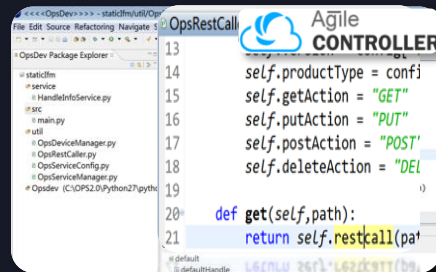 <<<<OpsDev>>>> - staticlfm/util/Ops
File Edit Source Refactoring Navigate S
OpsDev Package Explorer
staticlfm
service
HandleInfoService.py
src
main.py
util
OpsDeviceManager.py
OpsRestCaller.py
OpsServiceConfig.py
OpsServiceManager.py
Opsdev (C:\OPS2.0\Python27\pytho
OpsRestCalle
Agile
CONTROLLER
13
14 self.productType = confi
15 self.getAction = "GET"
16 self.putAction = "PUT"
17 self.postAction = "POST"
18 self.deleteAction = "DEL
19
20 def get(self,path):
21 return self.restcall(pat
default
defaultHandle